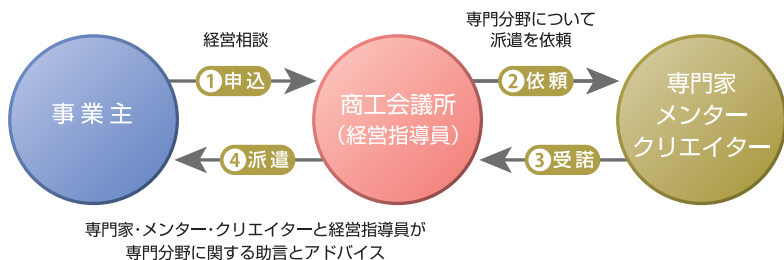 経営相談
専門分野について
派遣を依頼
1申込
2依頼
事業主
商工会議所
（経営指導員）
専門家
メンター
クリエイター
4派遣
3受諾
専門家・メンター・クリエイターと経営指導員が
専門分野に関する助言とアドバイス